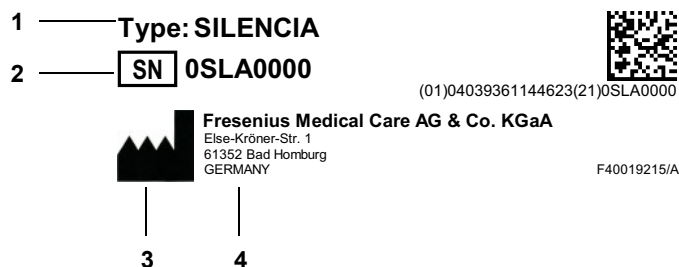 1 Type: SILENCIA
2 SN 0SLA0000
(01)04039361144623(21)0SLA0000
Fresenius Medical Care AG & Co. KGaA
Else-Kröner-Str. 1
61352 Bad Homburg
GERMANY F40019215/A
3 4